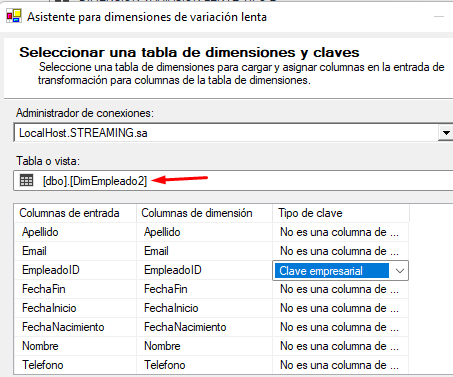 Asistente para dimensiones de variación lenta
Seleccionar una tabla de dimensiones y claves
Seleccione una tabla de dimensiones para cargar y asignar columnas en la entrada de
transfomación para columnas de la tabla de dimensiones.
Administrador de conexiones:
LocalHost.STREAMING.sa
Tabla o vista:
[dbo].[DimEmpleado2]
Columnas de entrada Columnas de dimensión Tipo de clave
Apellido Apellido No es una columna de ...
Email Email No es una columna de ...
EmpleadoID EmpleadoID Clave empresarial
FechaFin FechaFin No es una columna de ...
FechaInicio FechaInicio No es una columna de ...
FechaNacimiento FechaNacimiento No es una columna de ...
Nombre Nombre No es una columna de ...
Telefono Telefono No es una columna de ...